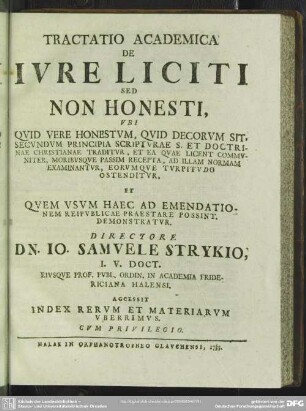 TRACTATIO ACADEMICA
DE
IVRE LICITI
SED
NON HONESTI,
VBI
QVID VERE HONESTVM, QVID DECORVM SIT,
SECVNDVM PRINCIPIA SCRIPTVRAE S. ET DOCTRI-
NAE CHRISTIANAE TRADITVR, ET EA QVAE LICENT COMMV-
NITER, MORIBVSQVE PASSIM RECEPTA, AD ILLAM NORMAM
EXAMINANTVR, EORVMQVE TVRPITVDO
OSTENDITVR,
ET
QVEM VSVM HAEC AD EMENDATIO-
NEM REIPVBLICAE PRAESTARE POSSINT,
DEMONSTRATVR.
DIRECTORE
DN. IO. SAMVELE STRYKIO,
I. V. DOCT.
EIVSQVE PROF. PVBL. ORDIN. IN ACADEMIA FRIDE-
RICIANA HALENSI.
ACCESSIT
INDEX RERVM ET MATERIARVM
VBERRIMVS.
CVM PRIVILEGIO.
HALAE IN ORPHANOTROPHEO GLAVCHENSI,